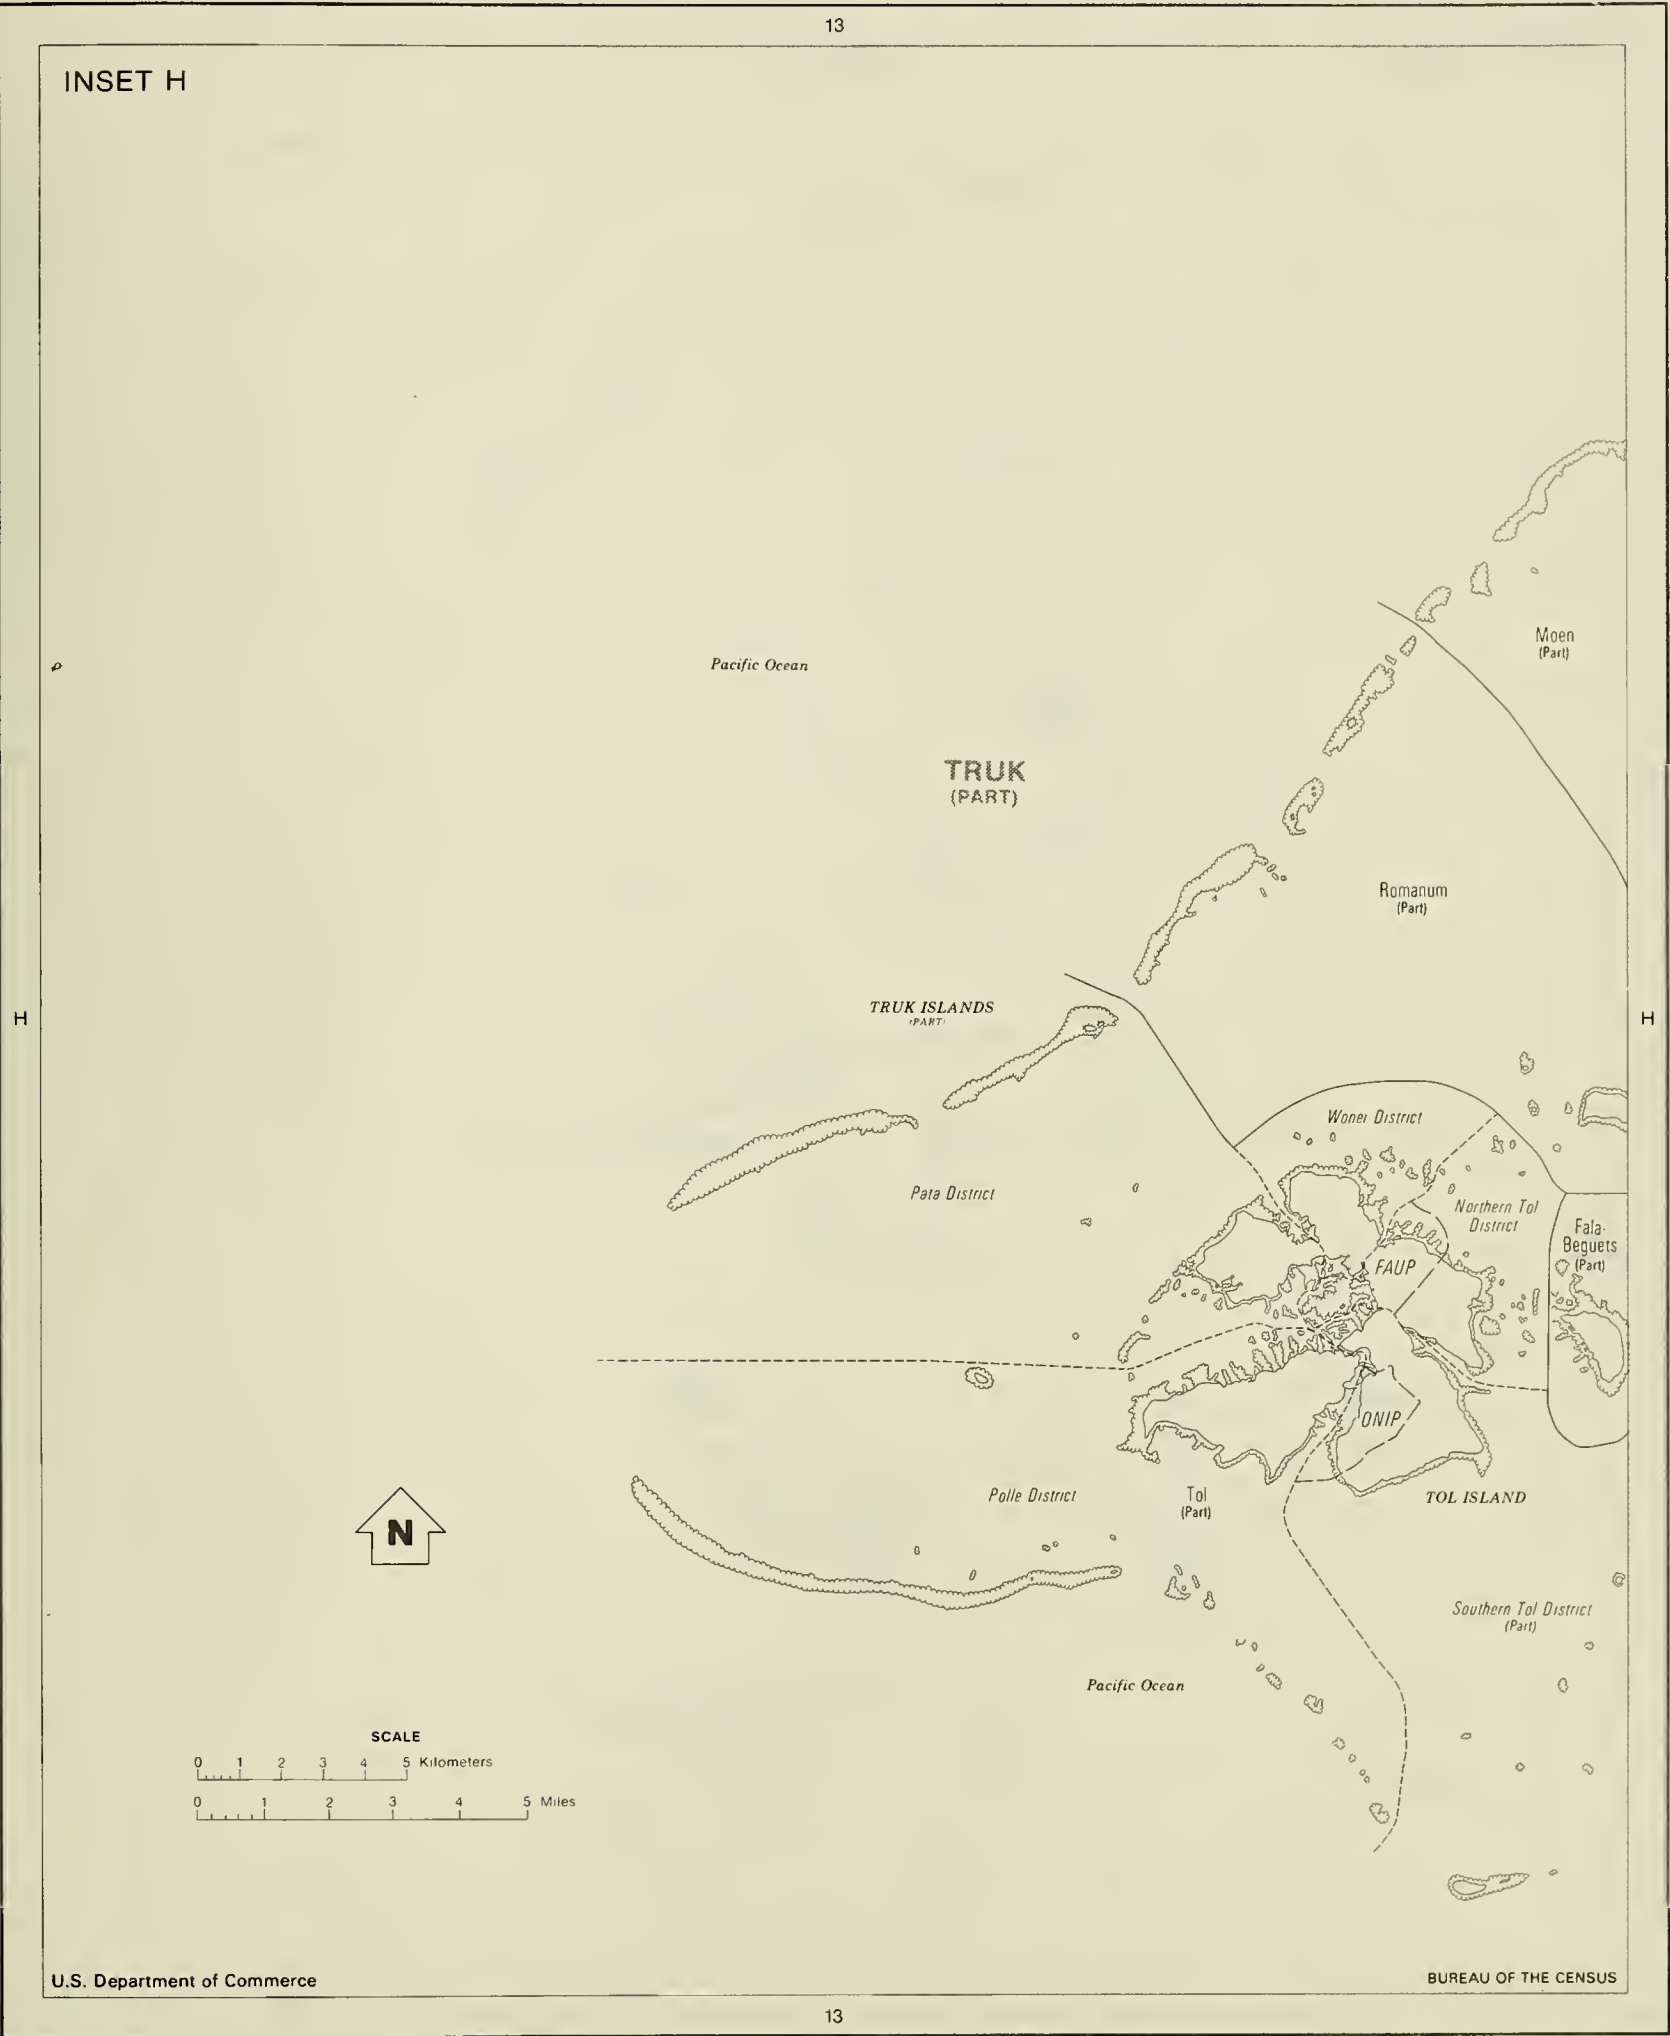 13
INSET H
Moen
(Part)
Pacific Ocean
TRUK
(PART)
Romanum
(Part)
TRUK ISLANDS
(PART)
H
H
Wonei District
Pata District
Northern Tol
District
Fala-
Beguets
(Part)
FAUP
ONIP
Polle District
Tol
(Part)
TOL ISLAND
N
Southern Tol District
(Part)
Pacific Ocean
SCALE
0 1 2 3 4 5 Kilometers
0 1 2 3 4 5 Miles
U.S. Department of Commerce
BUREAU OF THE CENSUS
13